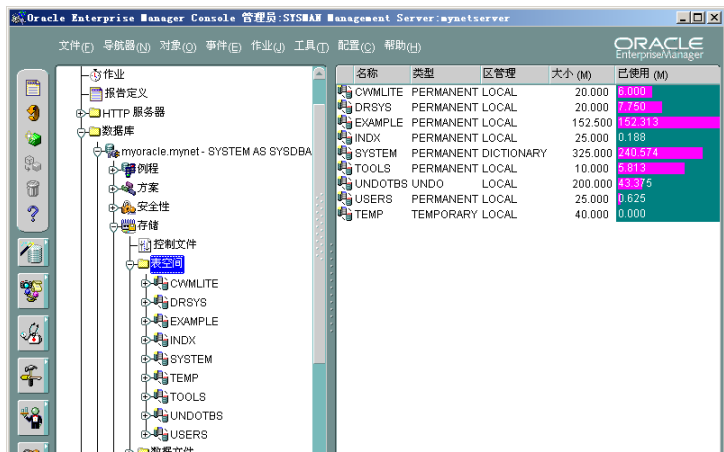 Oracle Enterprise Manager Console 管理员:SYSMAN Management Server:mynetserver
文件(F) 导航器(N) 对象(O) 事件(E) 作业(J) 工具(T) 配置(C) 帮助(H)
ORACLE
EnterpriseManager
作业
报告定义
HTTP 服务器
数据库
myoracle.mynet - SYSTEM AS SYSDBA
例程
方案
安全性
存储
控制文件
表空间
CWMLITE
DRSYS
EXAMPLE
INDX
SYSTEM
TEMP
TOOLS
UNDOTBS
USERS
数据文件
名称 类型 区管理 大小 (M) 已使用 (M)
CWMLITE PERMANENT LOCAL 20.000 6.000
DRSYS PERMANENT LOCAL 20.000 7.750
EXAMPLE PERMANENT LOCAL 152.500 152.313
INDX PERMANENT LOCAL 25.000 0.188
SYSTEM PERMANENT DICTIONARY 325.000 240.574
TOOLS PERMANENT LOCAL 10.000 5.813
UNDOTBS UNDO LOCAL 200.000 43.375
USERS PERMANENT LOCAL 25.000 0.625
TEMP TEMPORARY LOCAL 40.000 0.000